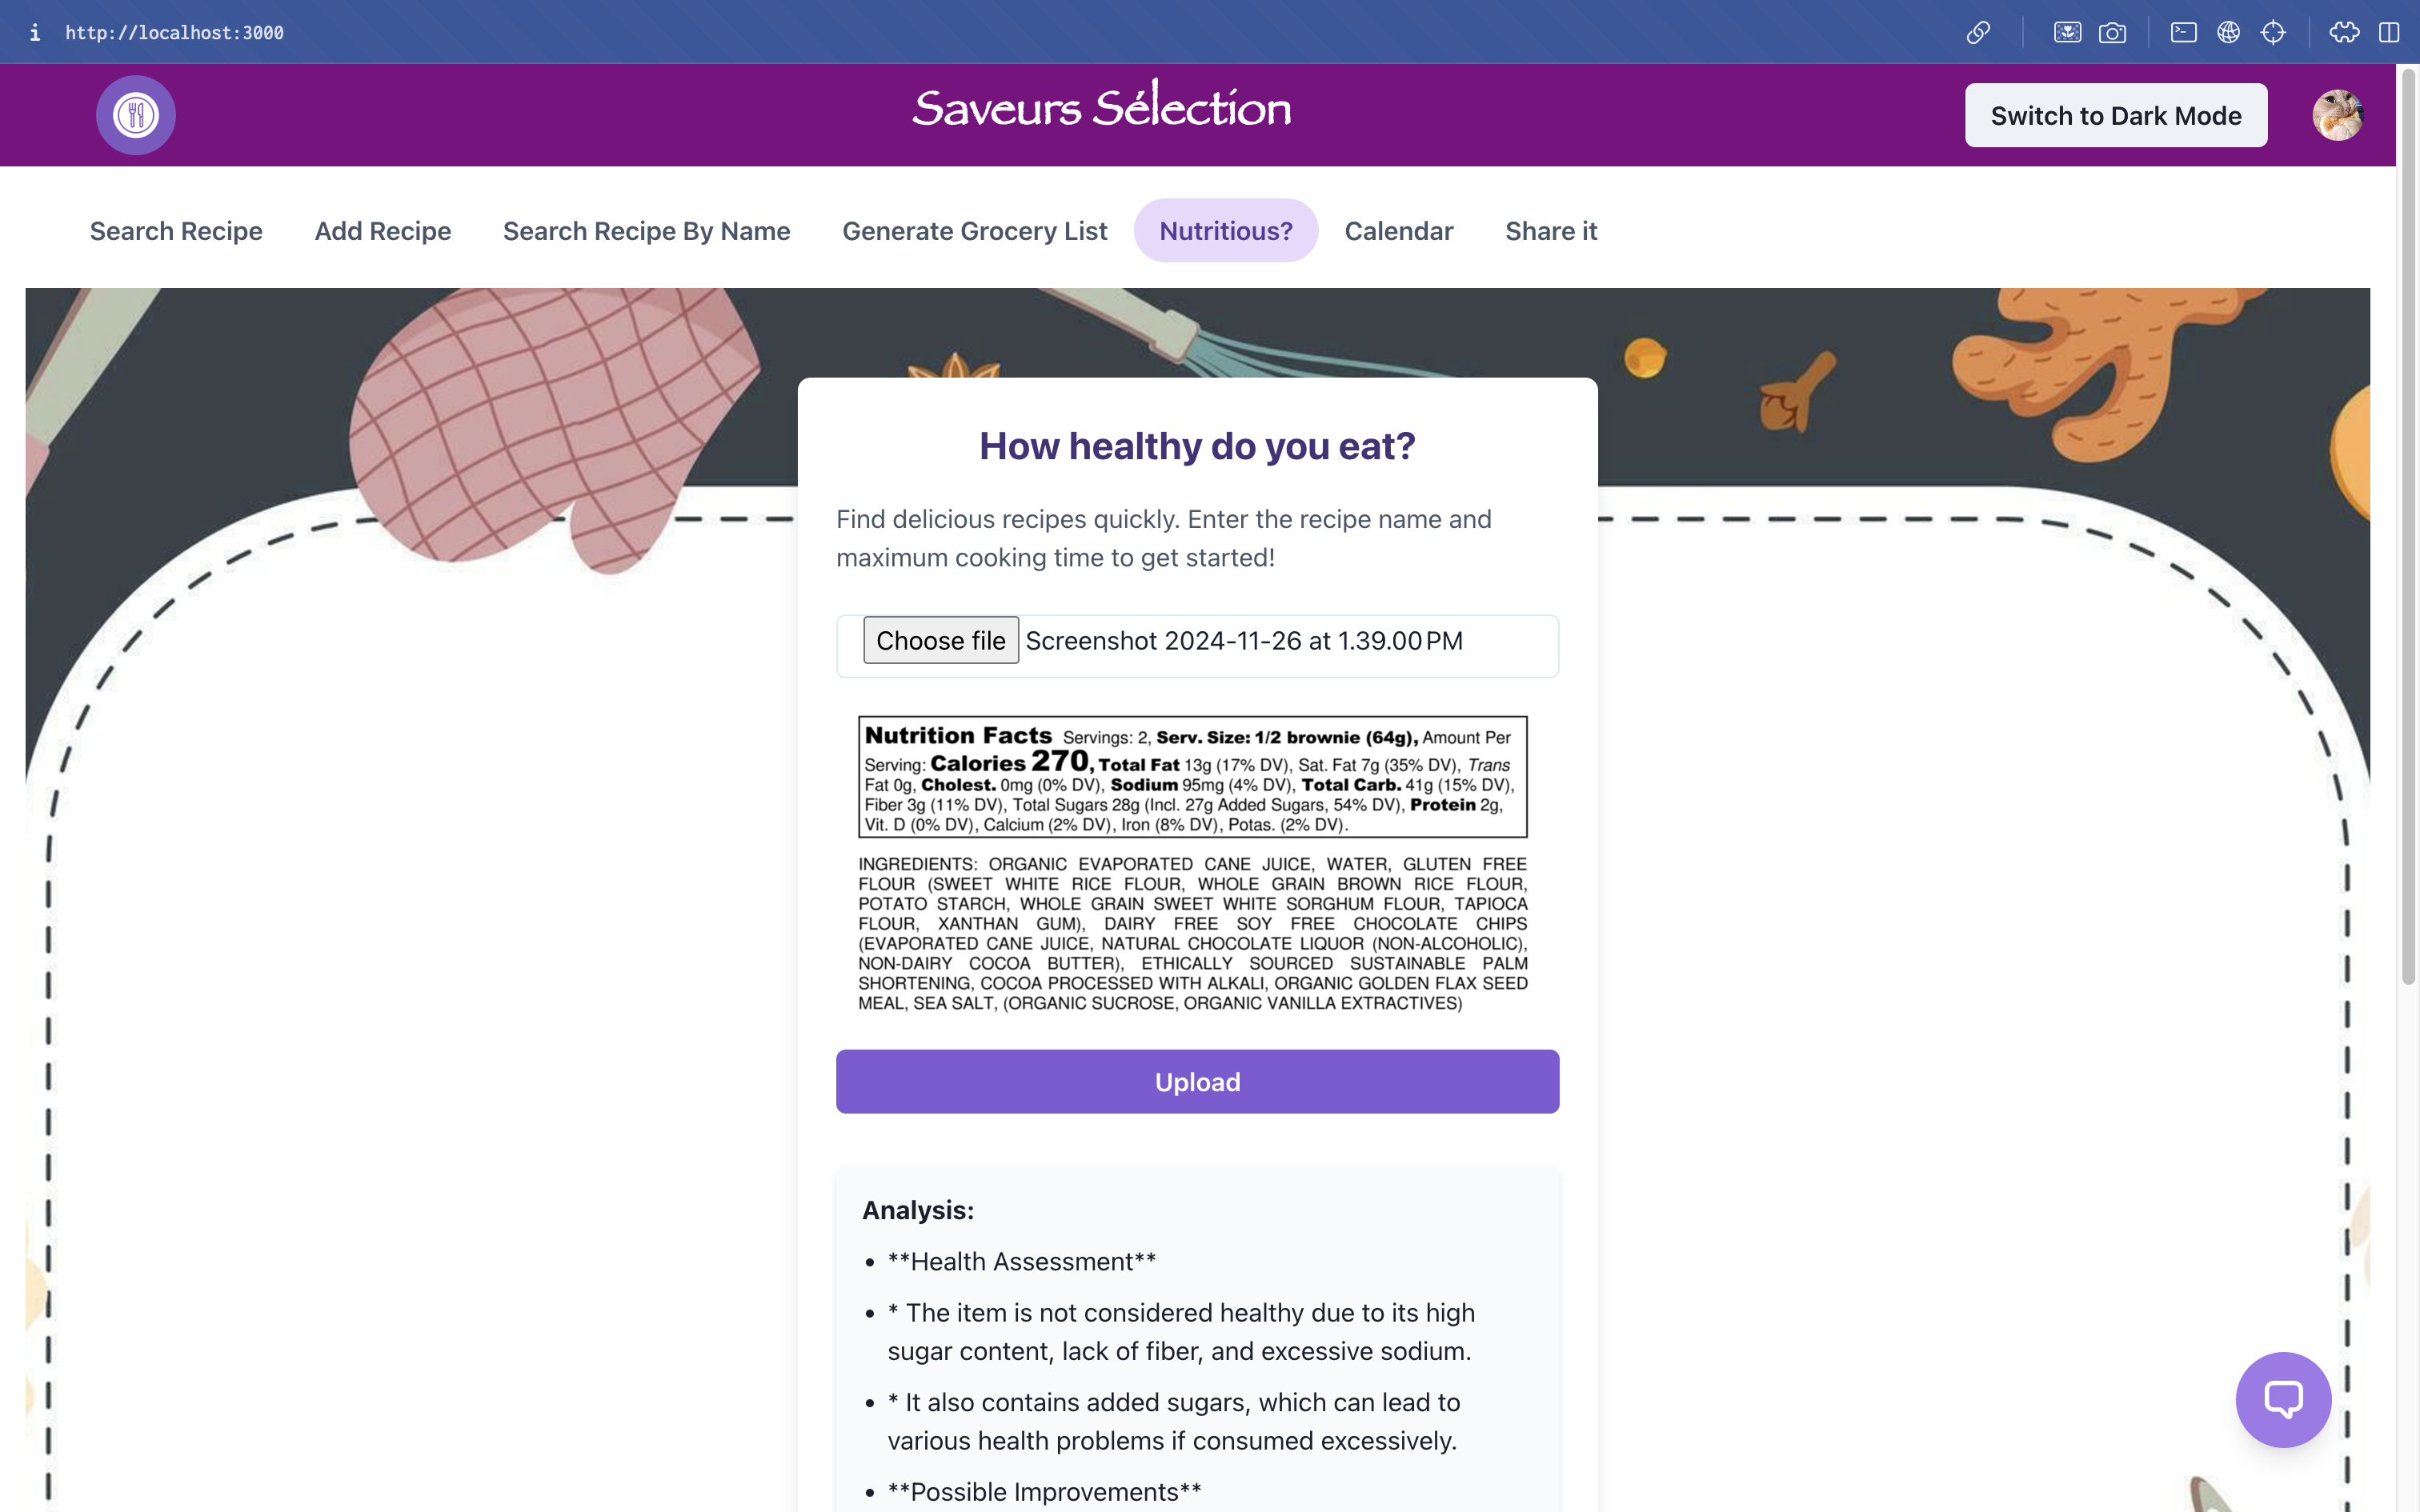 http://localhost:3000
Saveurs Sélection
Switch to Dark Mode
Search Recipe
Add Recipe
Search Recipe By Name
Generate Grocery List
Nutritious?
Calendar
Share it
How healthy do you eat?
Find delicious recipes quickly. Enter the recipe name and
maximum cooking time to get started!
Choose file Screenshot 2024-11-26 at 1.39.00 PM
Nutrition Facts Servings: 2, Serv. Size: 1/2 brownie (64g), Amount Per
Serving: Calories 270, Total Fat 13g (17% DV), Sat. Fat 7g (35% DV), Trans
Fat 0g, Cholest. 0mg (0% DV), Sodium 95mg (4% DV), Total Carb. 41g (15% DV),
Fiber 3g (11% DV), Total Sugars 28g (Incl. 27g Added Sugars, 54% DV), Protein 2g,
Vit. D (0% DV), Calcium (2% DV), Iron (8% DV), Potas. (2% DV).
INGREDIENTS: ORGANIC EVAPORATED CANE JUICE, WATER, GLUTEN FREE
FLOUR (SWEET WHITE RICE FLOUR, WHOLE GRAIN BROWN RICE FLOUR,
POTATO STARCH, WHOLE GRAIN SWEET WHITE SORGHUM FLOUR, TAPIOCA
FLOUR, XANTHAN GUM), DAIRY FREE SOY FREE CHOCOLATE CHIPS
(EVAPORATED CANE JUICE, NATURAL CHOCOLATE LIQUOR (NON-ALCOHOLIC),
NON-DAIRY COCOA BUTTER), ETHICALLY SOURCED SUSTAINABLE PALM
SHORTENING, COCOA PROCESSED WITH ALKALI, ORGANIC GOLDEN FLAX SEED
MEAL, SEA SALT, (ORGANIC SUCROSE, ORGANIC VANILLA EXTRACTIVES)
Upload
Analysis:
• **Health Assessment**
• * The item is not considered healthy due to its high
sugar content, lack of fiber, and excessive sodium.
• * It also contains added sugars, which can lead to
various health problems if consumed excessively.
• **Possible Improvements**